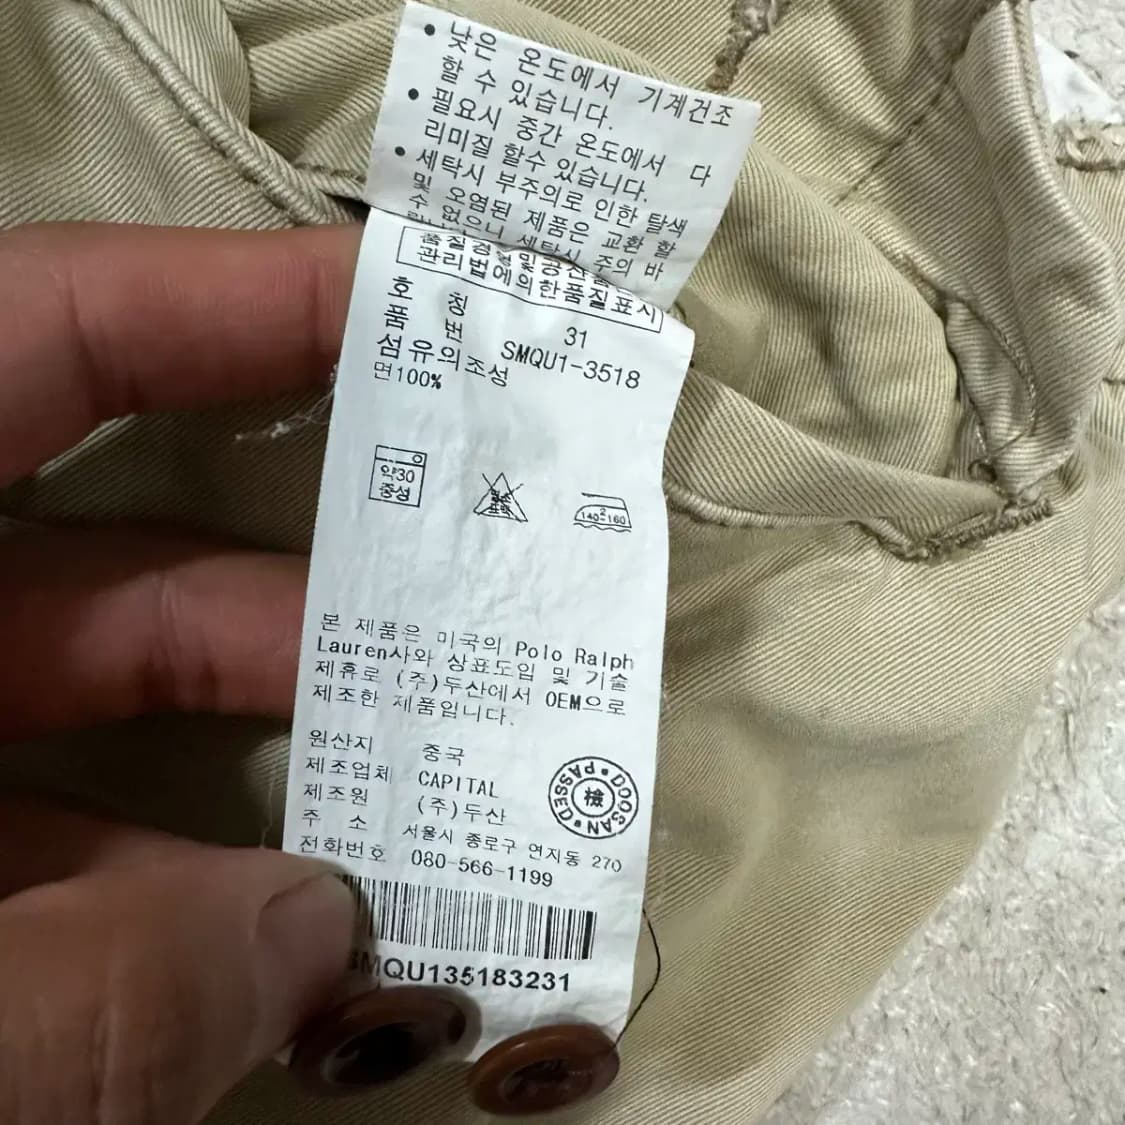 • 낮은 온도에서 기계건조
할 수 있습니다.
• 필요시 중간 온도에서 다
리미질 할수 있습니다.
• 세탁시 부주의로 인한 탈색
및 오염된 제품은 교환 할
수 없으니 세탁시 주의 바
품질경영및공산
관리법에의한품질표시
호 칭 31
품 번 SMQU1-3518
섬유의조성
면100%
약30
중성
2
140-160
본 제품은 미국의 Polo Ralph
Lauren사와 상표도입 및 기술
제휴로 (주)두산에서 OEM으로
제조한 제품입니다.
원산지 중국
제조업체 CAPITAL
제조원 (주)두산
주 소 서울시 종로구 연지동 270
전화번호 080-566-1199
DOOSAN • PASSED •
檢
SMQU135183231